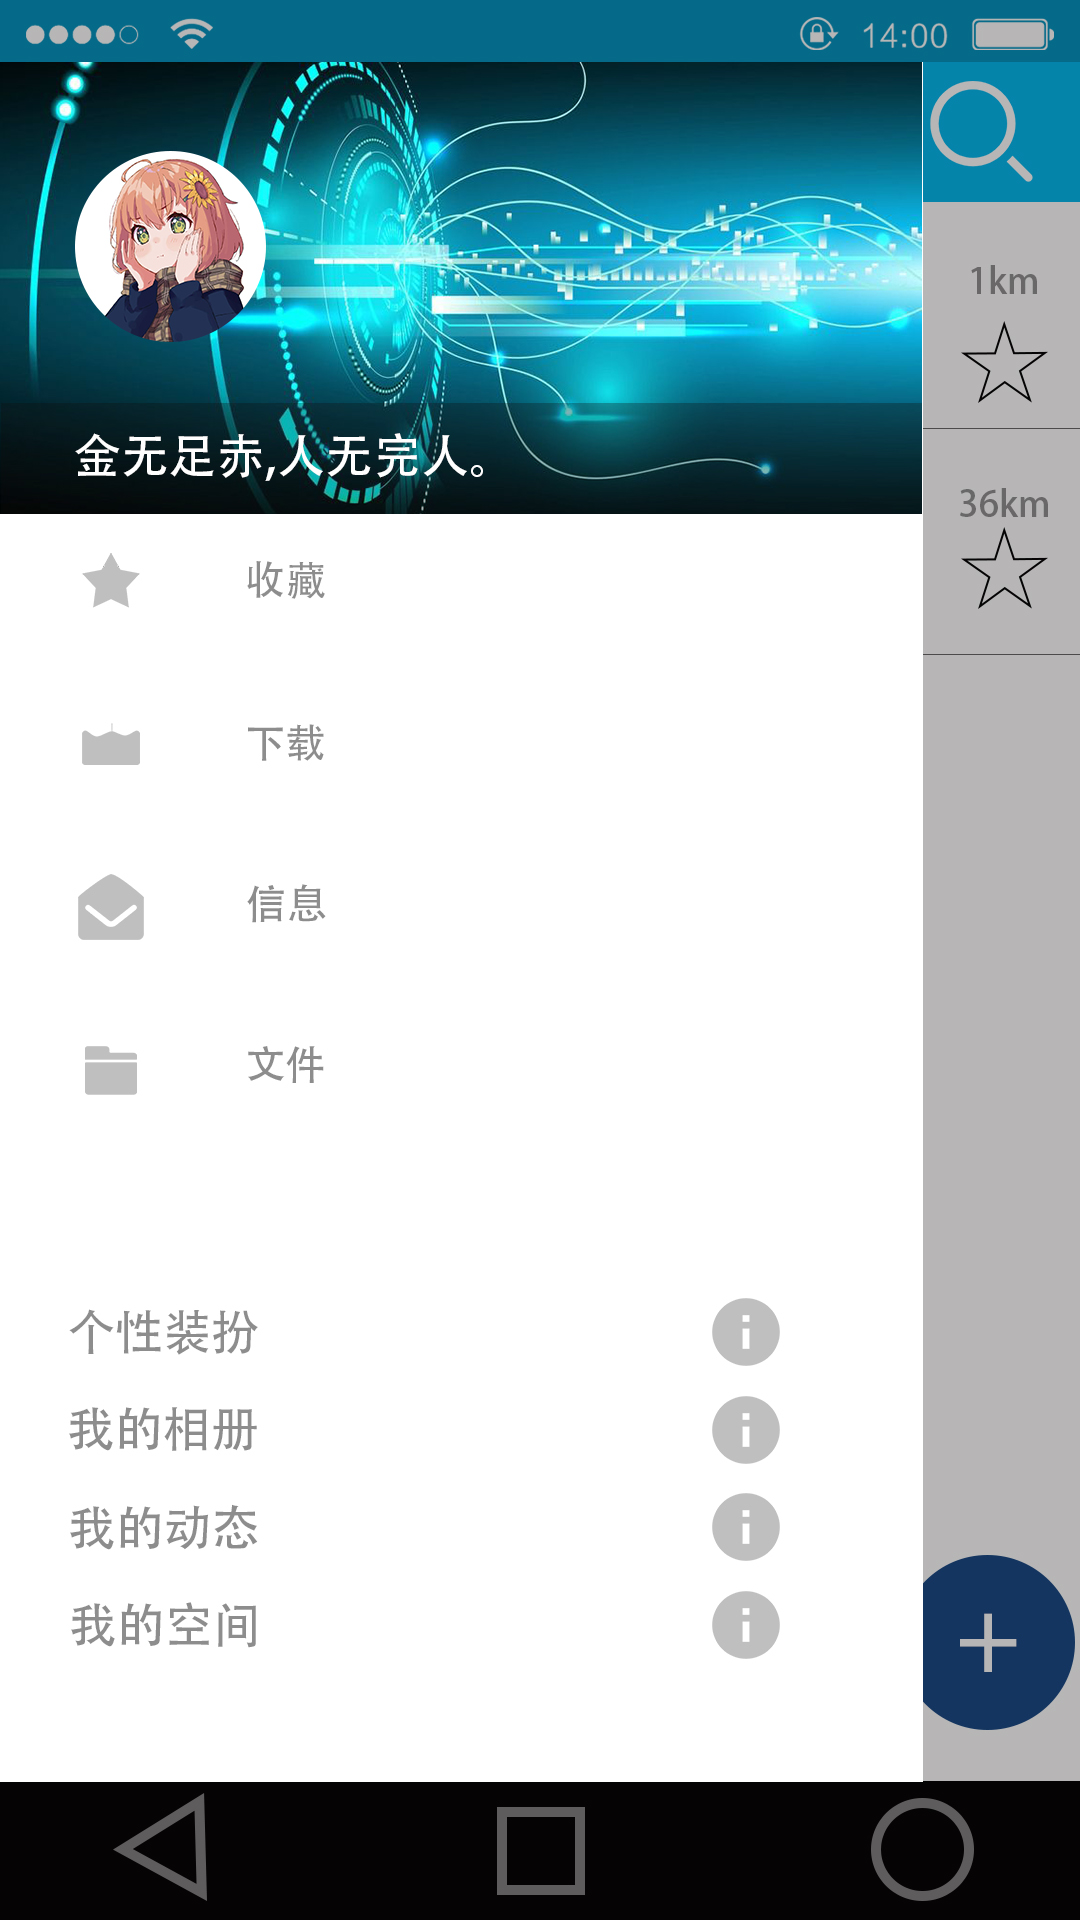 14:00
金无足赤,人无完人。
1km
36km
收藏
下载
信息
文件
个性装扮
我的相册
我的动态
我的空间